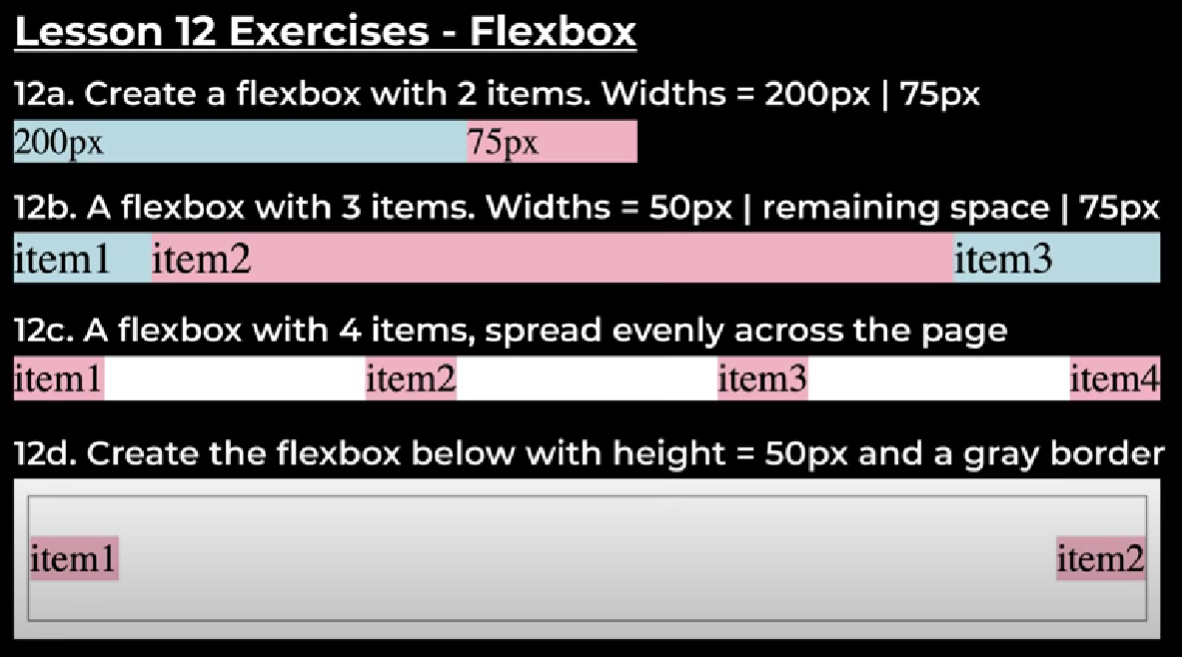 Lesson 12 Exercises - Flexbox
12a. Create a flexbox with 2 items. Widths = 200px | 75px
200px 75px
12b. A flexbox with 3 items. Widths = 50px | remaining space | 75px
item1 item2 item3
12c. A flexbox with 4 items, spread evenly across the page
item1 item2 item3 item4
12d. Create the flexbox below with height = 50px and a gray border
item1 item2